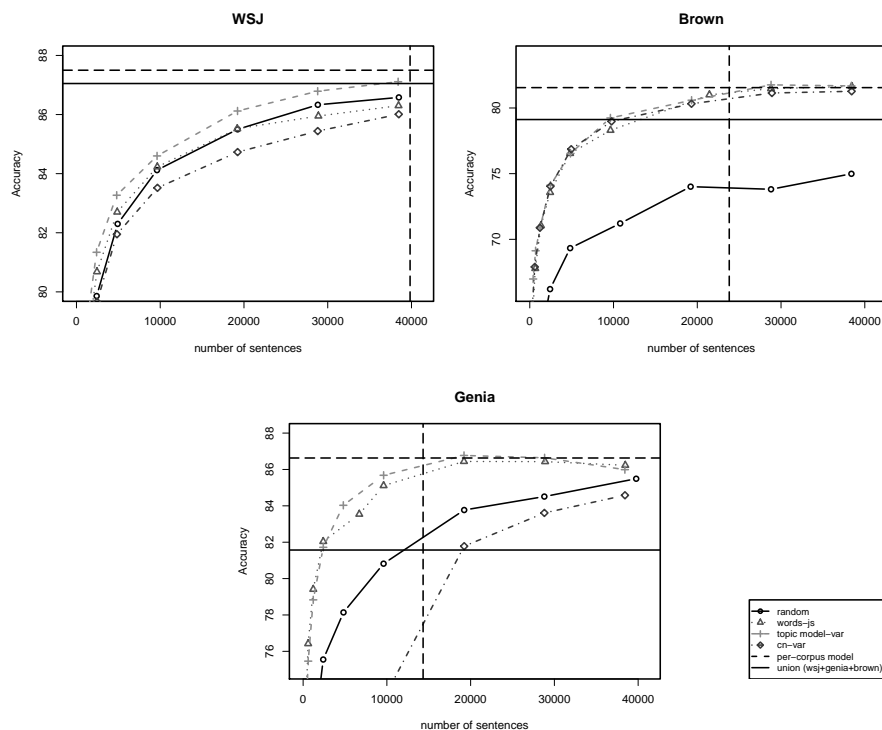 WSJ
88
86
84
82
80
Accuracy
0 10000 20000 30000 40000
number of sentences
Brown
80
75
70
Accuracy
0 10000 20000 30000 40000
number of sentences
Genia
88
86
84
82
80
78
76
Accuracy
0 10000 20000 30000 40000
number of sentences
random
words−js
topic model−var
cn−var
per−corpus model
union (wsj+genia+brown)